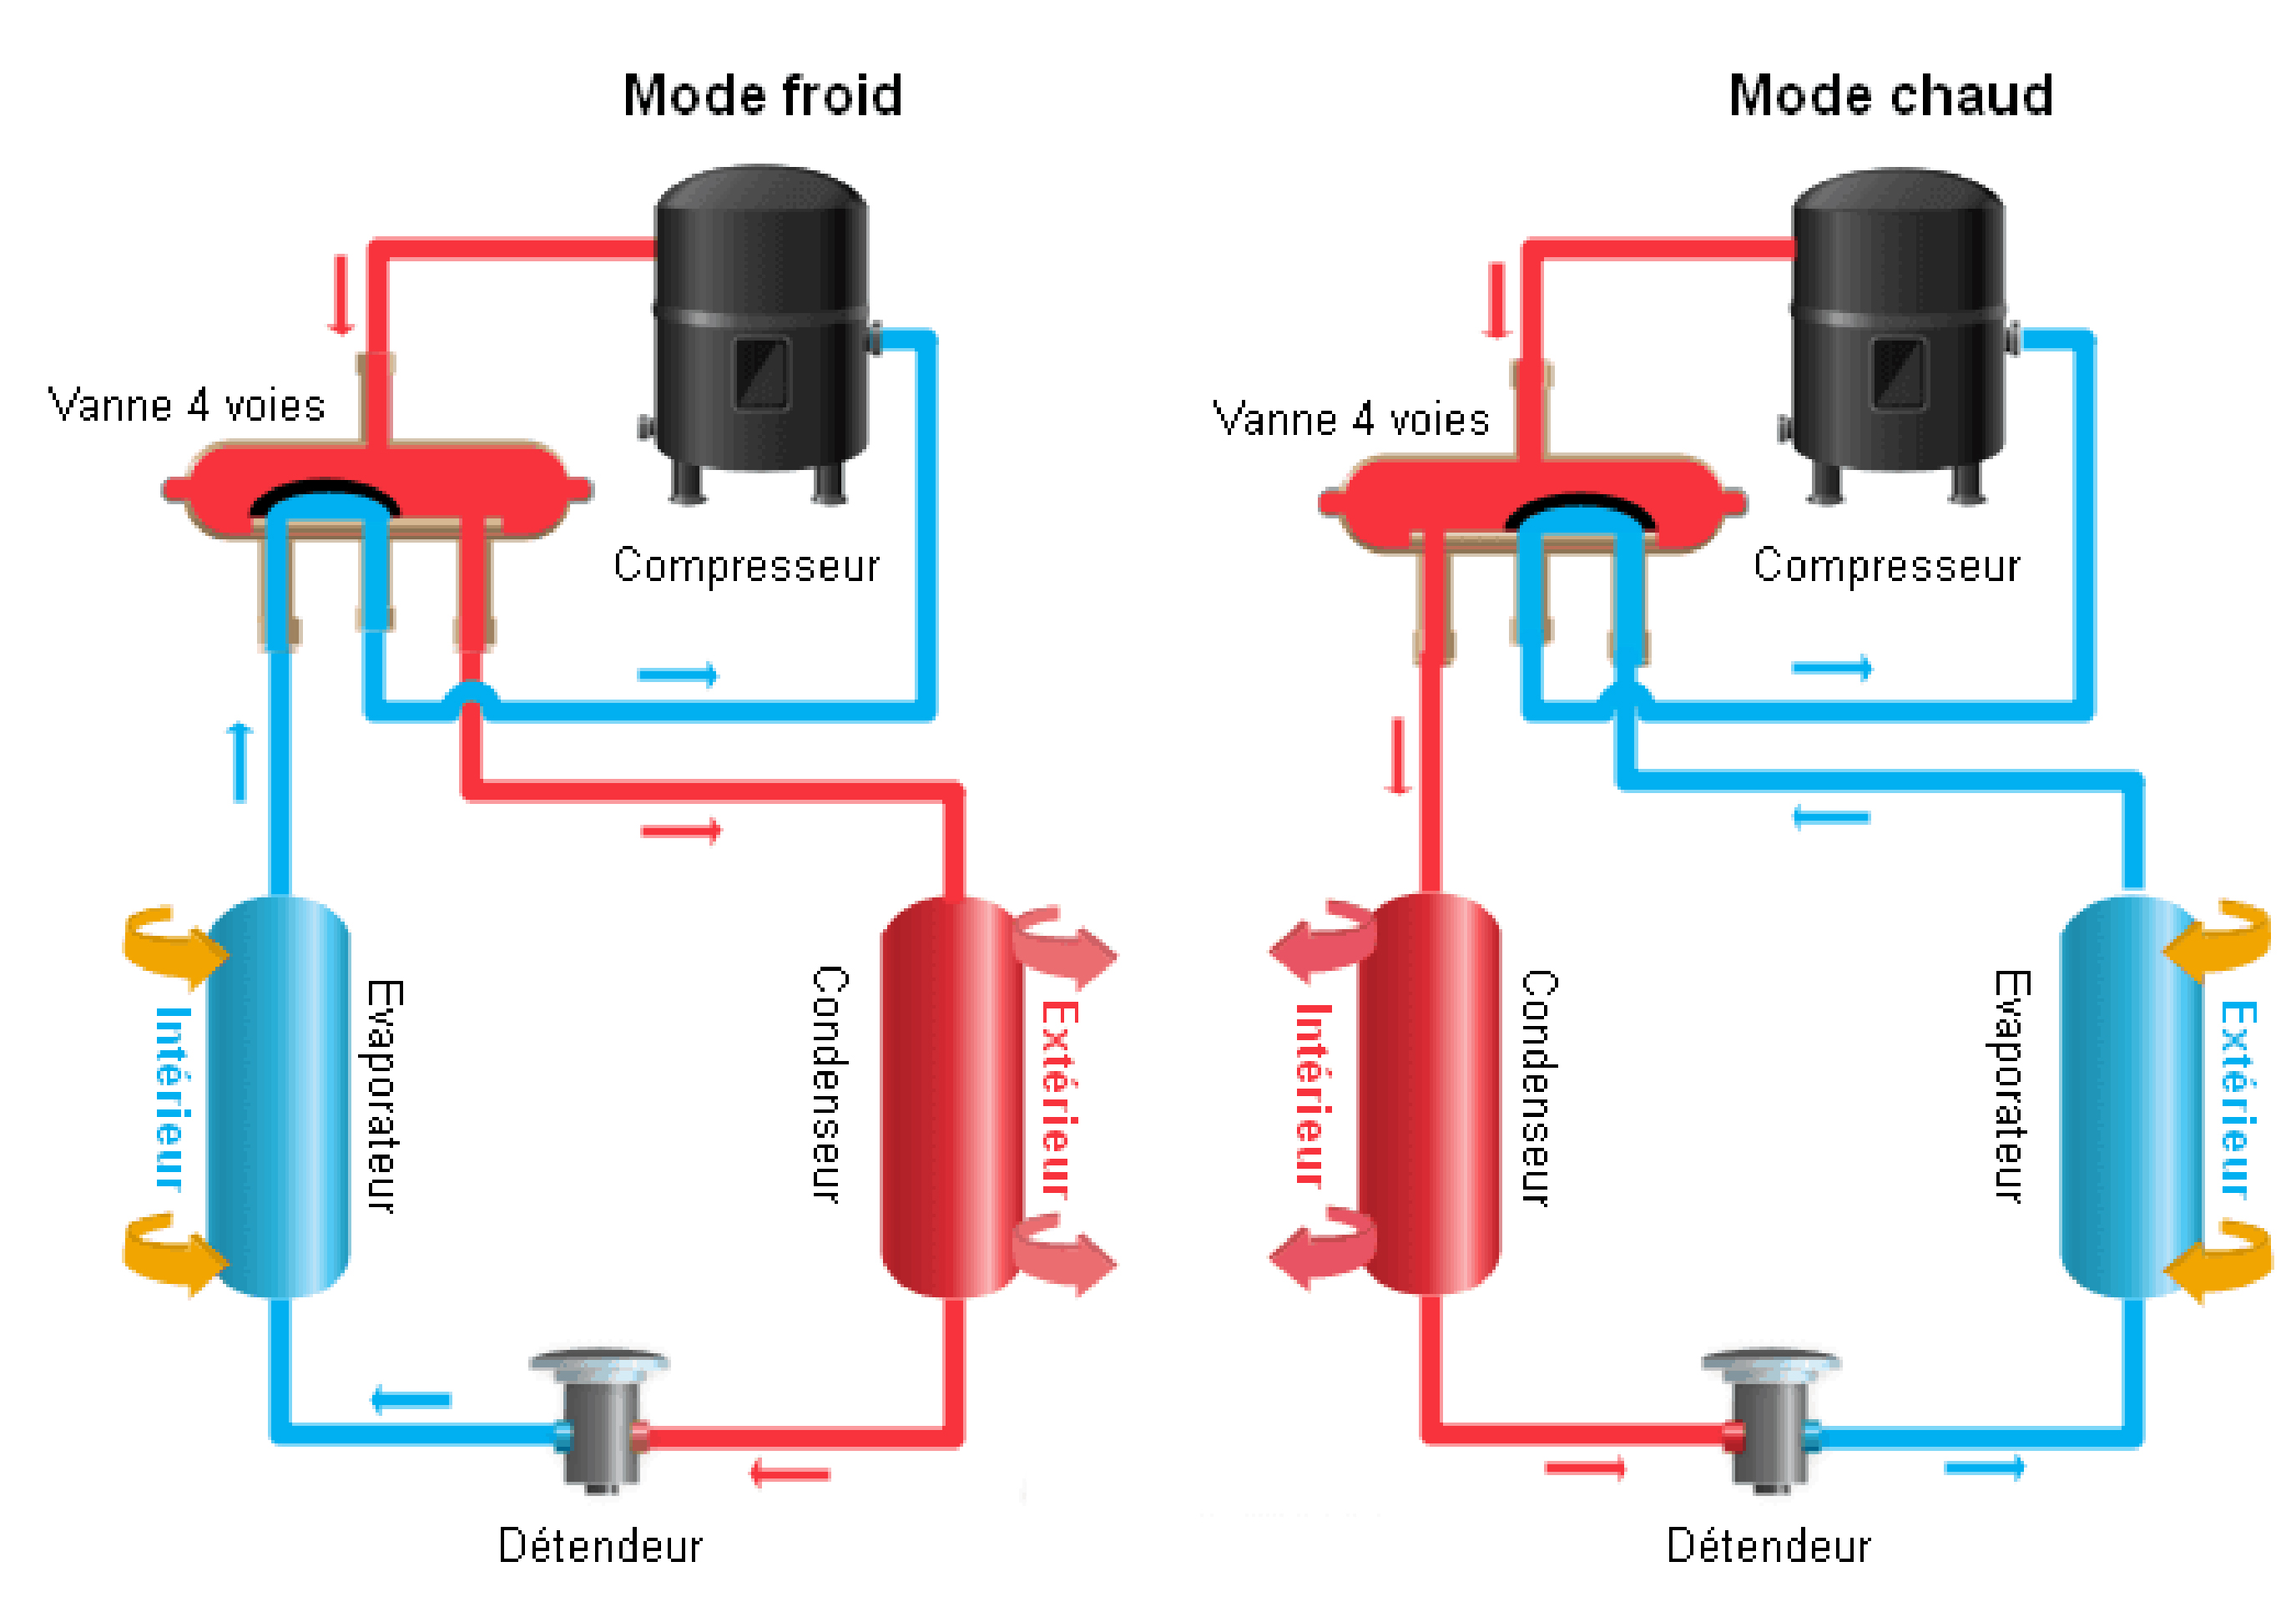 Mode froid
Vanne 4 voies
Compresseur
Intérieur
Evaporateur
Condenseur
Extérieur
Détendeur
Mode chaud
Vanne 4 voies
Compresseur
Intérieur
Condenseur
Evaporateur
Extérieur
Détendeur